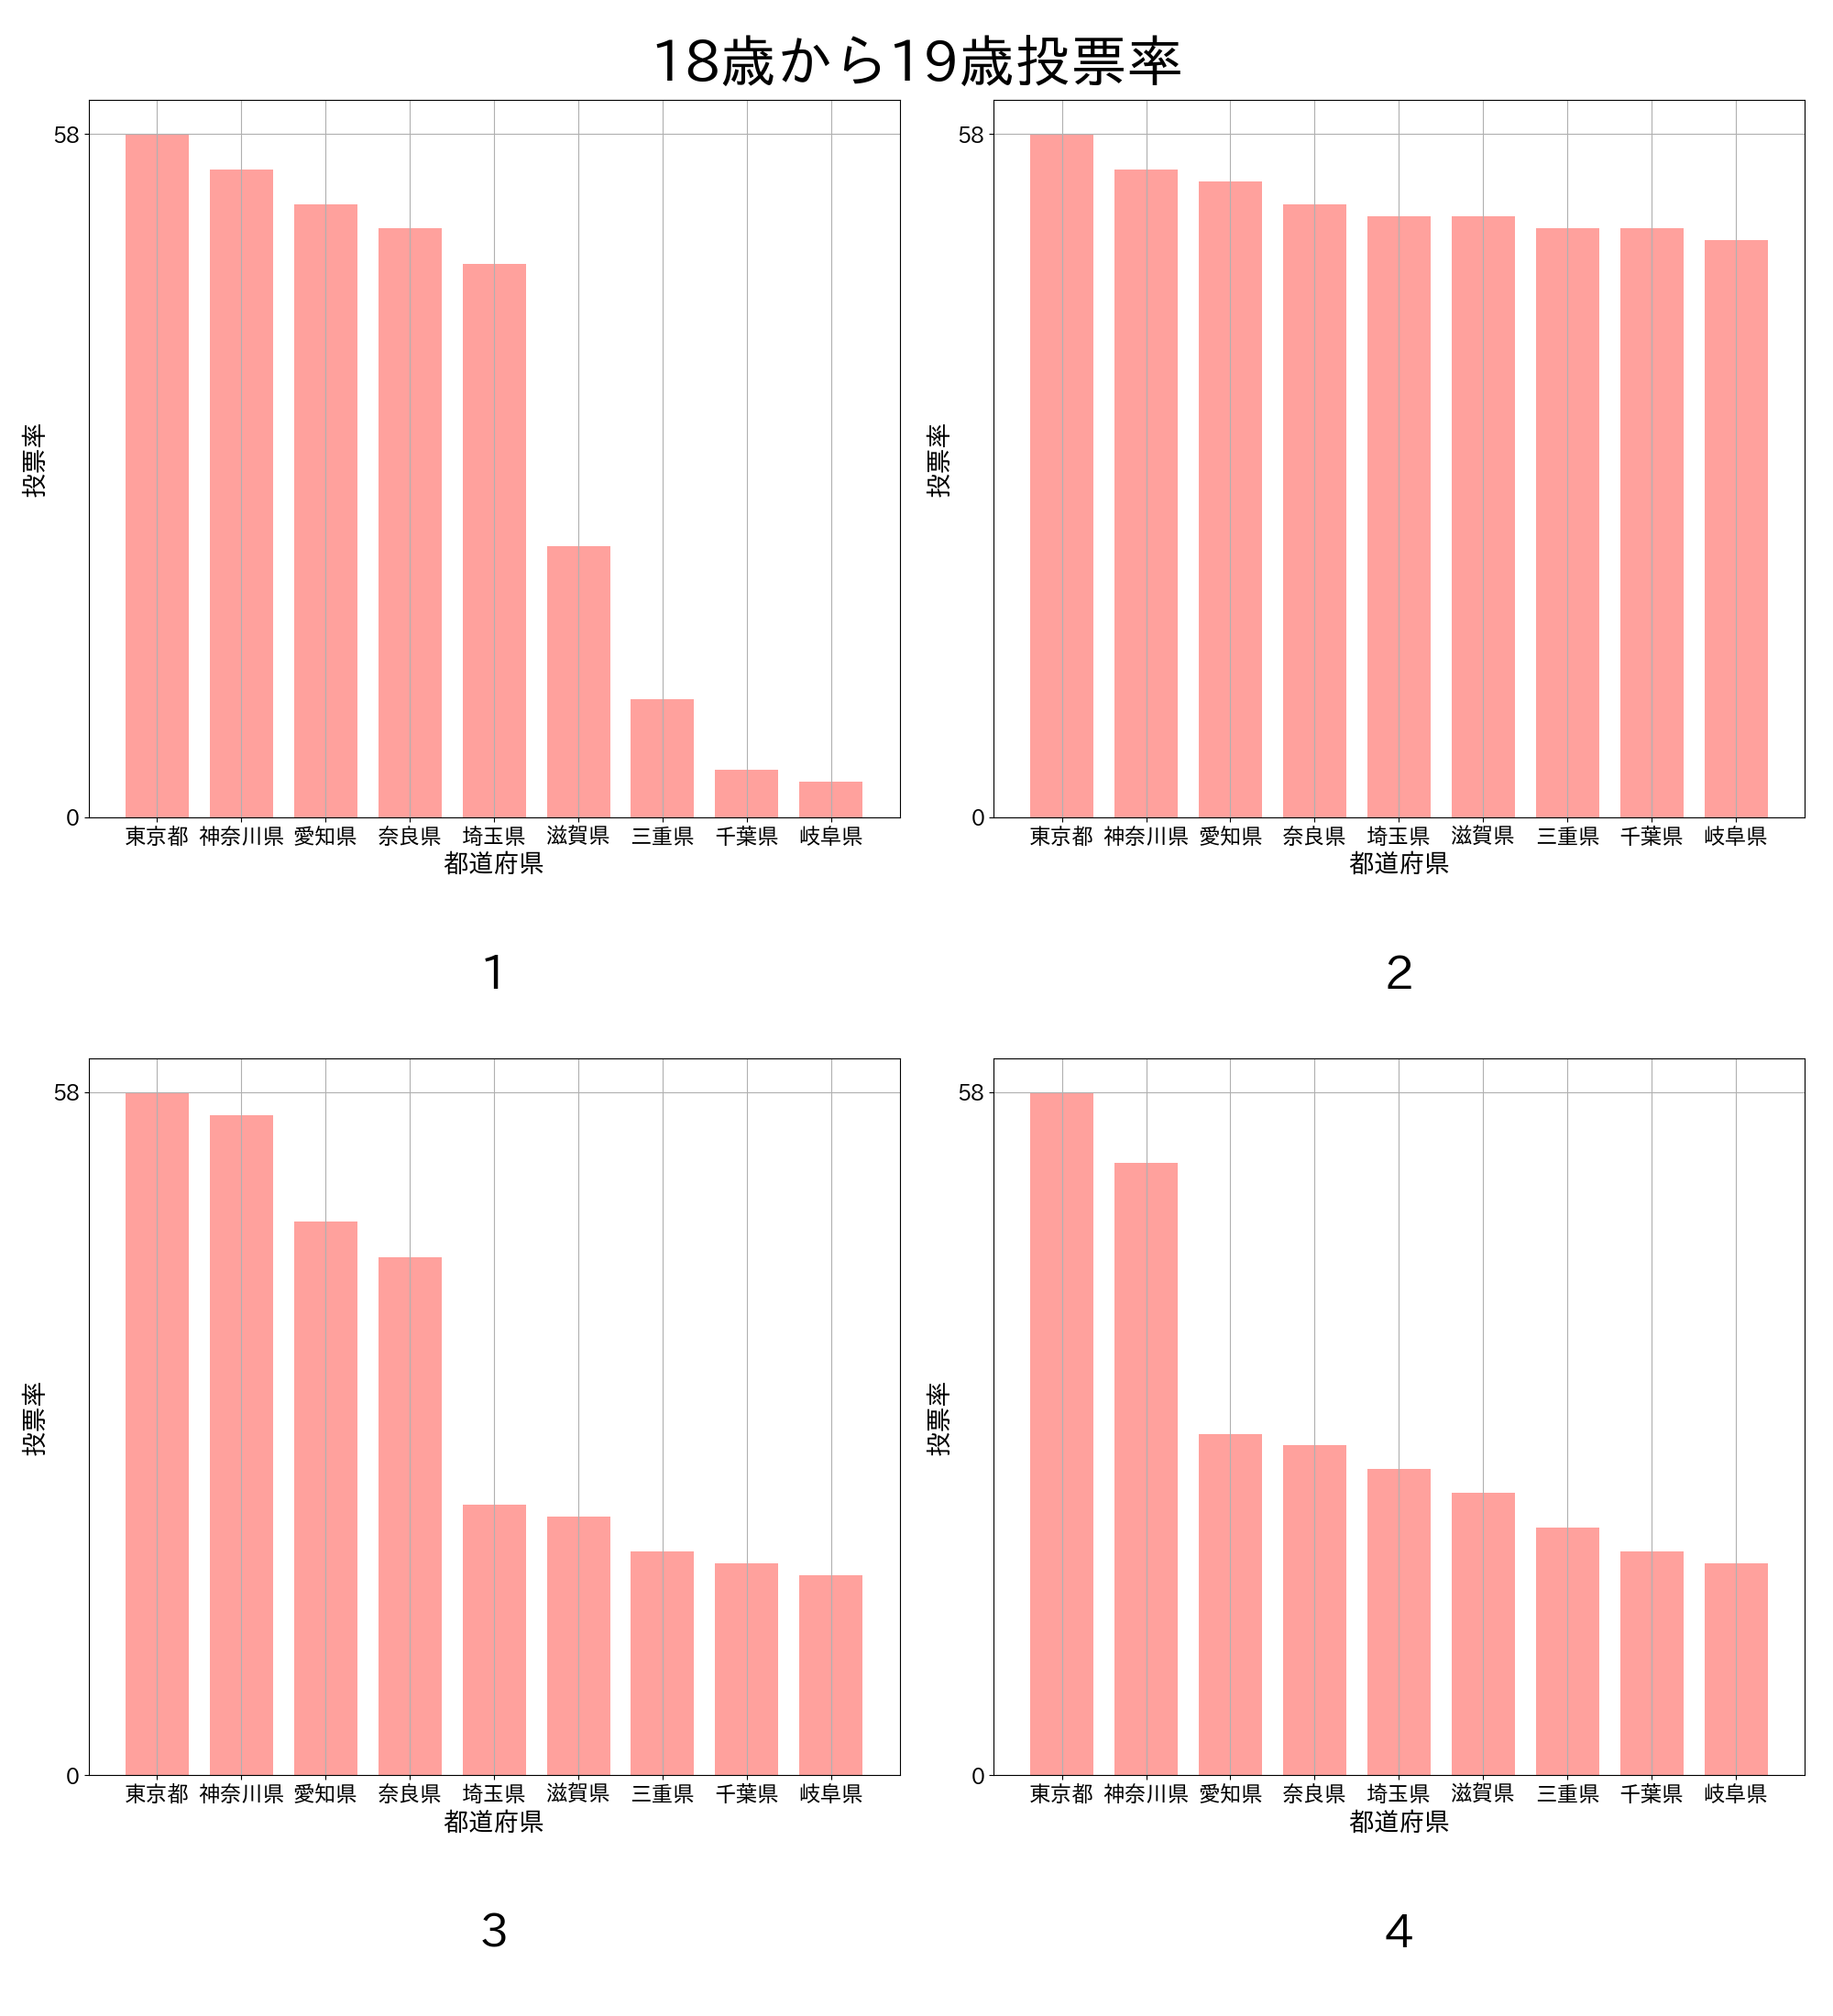 18歳から19歳投票率
58
0
投票率
東京都 神奈川県 愛知県 奈良県 埼玉県 滋賀県 三重県 千葉県 岐阜県
都道府県
1
58
0
投票率
東京都 神奈川県 愛知県 奈良県 埼玉県 滋賀県 三重県 千葉県 岐阜県
都道府県
2
58
0
投票率
東京都 神奈川県 愛知県 奈良県 埼玉県 滋賀県 三重県 千葉県 岐阜県
都道府県
3
58
0
投票率
東京都 神奈川県 愛知県 奈良県 埼玉県 滋賀県 三重県 千葉県 岐阜県
都道府県
4